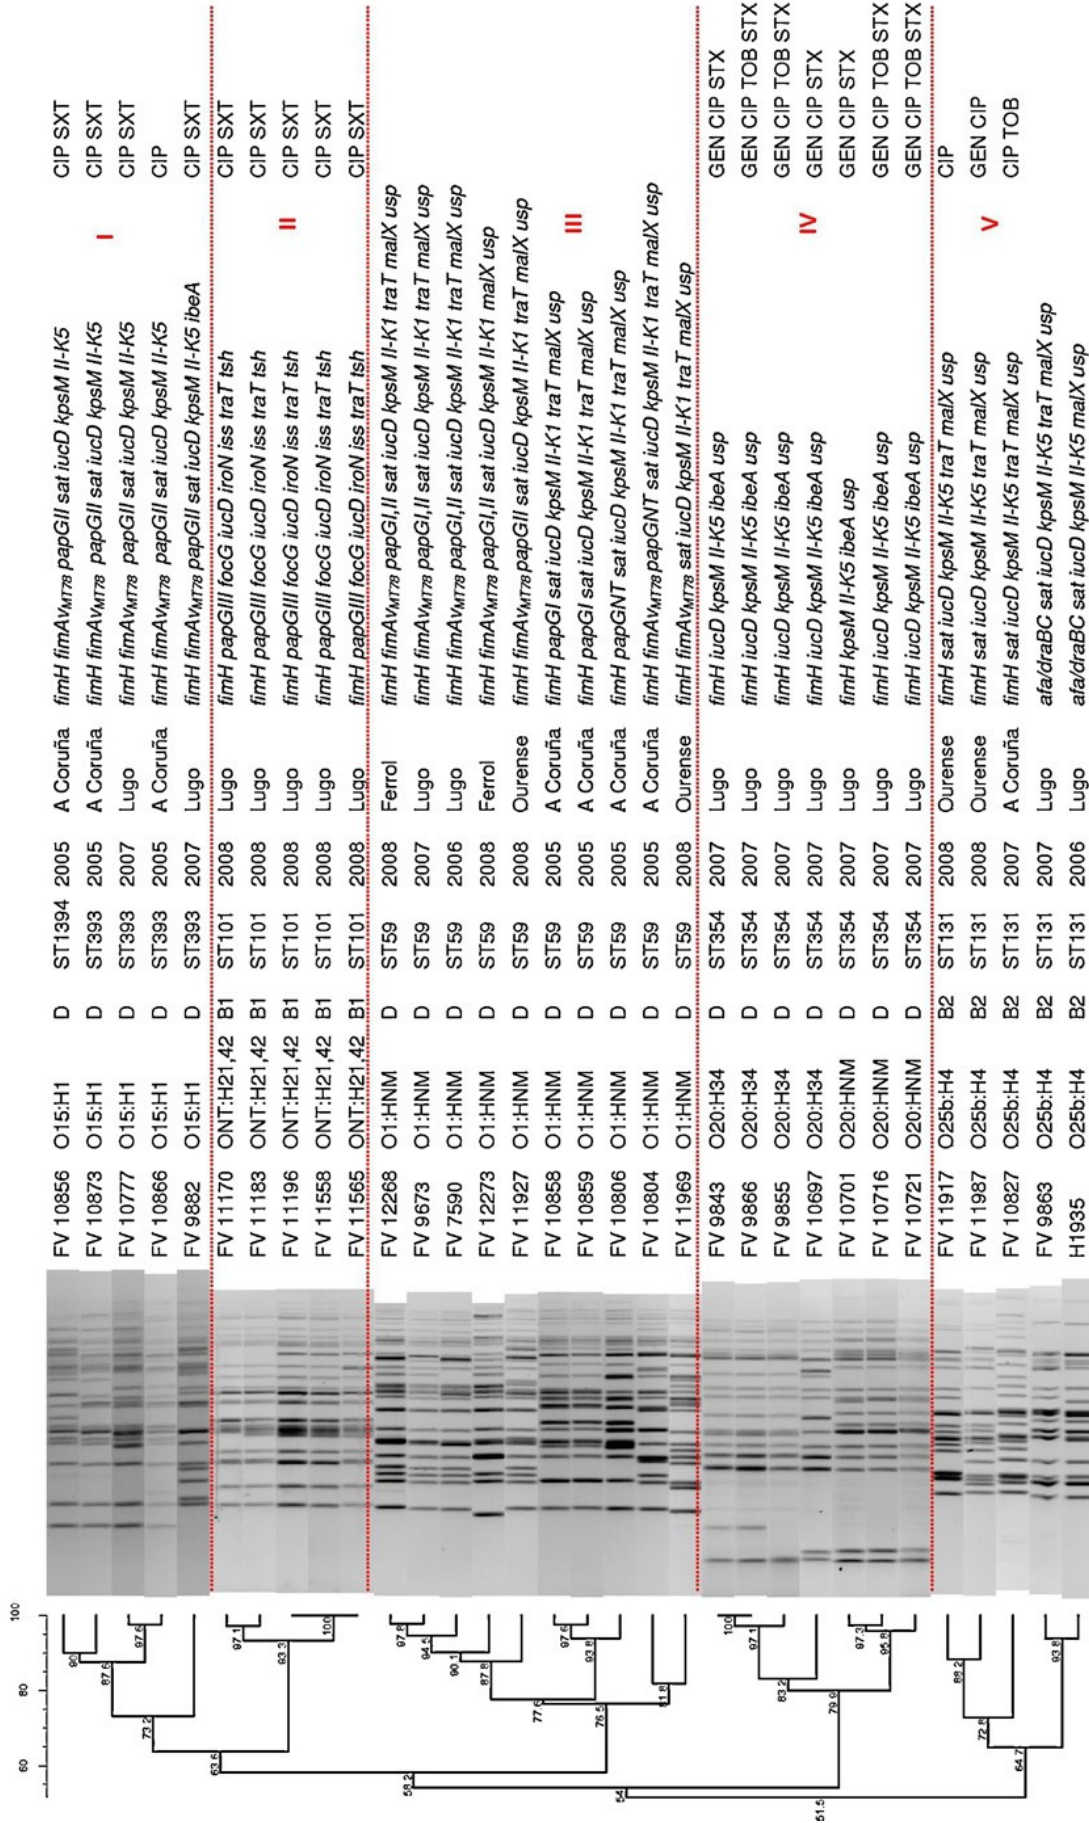 60 80 100
FV 10856 O15:H1 D ST1394 2005 A Coruña fimH fimAvMT78 papGII sat iucD kpsM II-K5 CIP SXT
FV 10873 O15:H1 D ST393 2005 A Coruña fimH fimAvMT78 papGII sat iucD kpsM II-K5 CIP SXT
I
FV 10777 O15:H1 D ST393 2007 Lugo fimH fimAvMT78 papGII sat iucD kpsM II-K5 CIP SXT
FV 10866 O15:H1 D ST393 2005 A Coruña fimH fimAvMT78 papGII sat iucD kpsM II-K5 CIP
FV 9882 O15:H1 D ST393 2007 Lugo fimH fimAvMT78 papGII sat iucD kpsM II-K5 ibeA CIP SXT
FV 11170 ONT:H21,42 B1 ST101 2008 Lugo fimH papGIII focG iucD iroN iss traT tsh CIP SXT
FV 11183 ONT:H21,42 B1 ST101 2008 Lugo fimH papGIII focG iucD iroN iss traT tsh CIP SXT
FV 11196 ONT:H21,42 B1 ST101 2008 Lugo fimH papGIII focG iucD iroN iss traT tsh II CIP SXT
FV 11558 ONT:H21,42 B1 ST101 2008 Lugo fimH papGIII focG iucD iroN iss traT tsh CIP SXT
FV 11565 ONT:H21,42 B1 ST101 2008 Lugo fimH papGIII focG iucD iroN iss traT tsh CIP SXT
FV 12268 O1:HNM D ST59 2008 Ferrol fimH fimAvMT78 papGI,II sat iucD kpsM II-K1 traT malX usp
FV 9673 O1:HNM D ST59 2007 Lugo fimH fimAvMT78 papGI,II sat iucD kpsM II-K1 traT malX usp
FV 7590 O1:HNM D ST59 2006 Lugo fimH fimAvMT78 papGI,II sat iucD kpsM II-K1 traT malX usp
FV 12273 O1:HNM D ST59 2008 Ferrol fimH fimAvMT78 papGI,II sat iucD kpsM II-K1 malX usp
FV 11927 O1:HNM D ST59 2008 Ourense fimH fimAvMT78 papGII sat iucD kpsM II-K1 traT malX usp
FV 10858 O1:HNM D ST59 2005 A Coruña fimH papGI sat iucD kpsM II-K1 traT malX usp
III
FV 10859 O1:HNM D ST59 2005 A Coruña fimH papGI sat iucD kpsM II-K1 traT malX usp
FV 10806 O1:HNM D ST59 2005 A Coruña fimH papGNT sat iucD kpsM II-K1 traT malX usp
FV 10804 O1:HNM D ST59 2005 A Coruña fimH fimAvMT78 papGNT sat iucD kpsM II-K1 traT malX usp
FV 11969 O1:HNM D ST59 2008 Ourense fimH fimAvMT78 sat iucD kpsM II-K1 traT malX usp
FV 9843 O20:H34 D ST354 2007 Lugo fimH iucD kpsM II-K5 ibeA usp GEN CIP STX
FV 9866 O20:H34 D ST354 2007 Lugo fimH iucD kpsM II-K5 ibeA usp GEN CIP TOB STX
FV 9855 O20:H34 D ST354 2007 Lugo fimH iucD kpsM II-K5 ibeA usp GEN CIP TOB STX
FV 10697 O20:H34 D ST354 2007 Lugo fimH iucD kpsM II-K5 ibeA usp IV GEN CIP STX
FV 10701 O20:HNM D ST354 2007 Lugo fimH kpsM II-K5 ibeA usp GEN CIP STX
FV 10716 O20:HNM D ST354 2007 Lugo fimH iucD kpsM II-K5 ibeA usp GEN CIP TOB STX
FV 10721 O20:HNM D ST354 2007 Lugo fimH iucD kpsM II-K5 ibeA usp GEN CIP TOB STX
FV 11917 O25b:H4 B2 ST131 2008 Ourense fimH sat iucD kpsM II-K5 traT malX usp CIP
FV 11987 O25b:H4 B2 ST131 2008 Ourense fimH sat iucD kpsM II-K5 traT malX usp V GEN CIP
FV 10827 O25b:H4 B2 ST131 2007 A Coruña fimH sat iucD kpsM II-K5 traT malX usp CIP TOB
FV 9863 O25b:H4 B2 ST131 2007 Lugo afa/draBC sat iucD kpsM II-K5 traT malX usp
H1935 O25b:H4 B2 ST131 2006 Lugo afa/draBC sat iucD kpsM II-K5 malX usp
90
87.6
97.6
73.2
63.6
97.1
93.3
100
58.2
97.8
94.5
90.1
87.8
77.6
97.6
93.8
76.5
81.8
54
100
97.1
83.2
79.9
97.3
95.8
51.5
88.2
72.8
64.7
93.8